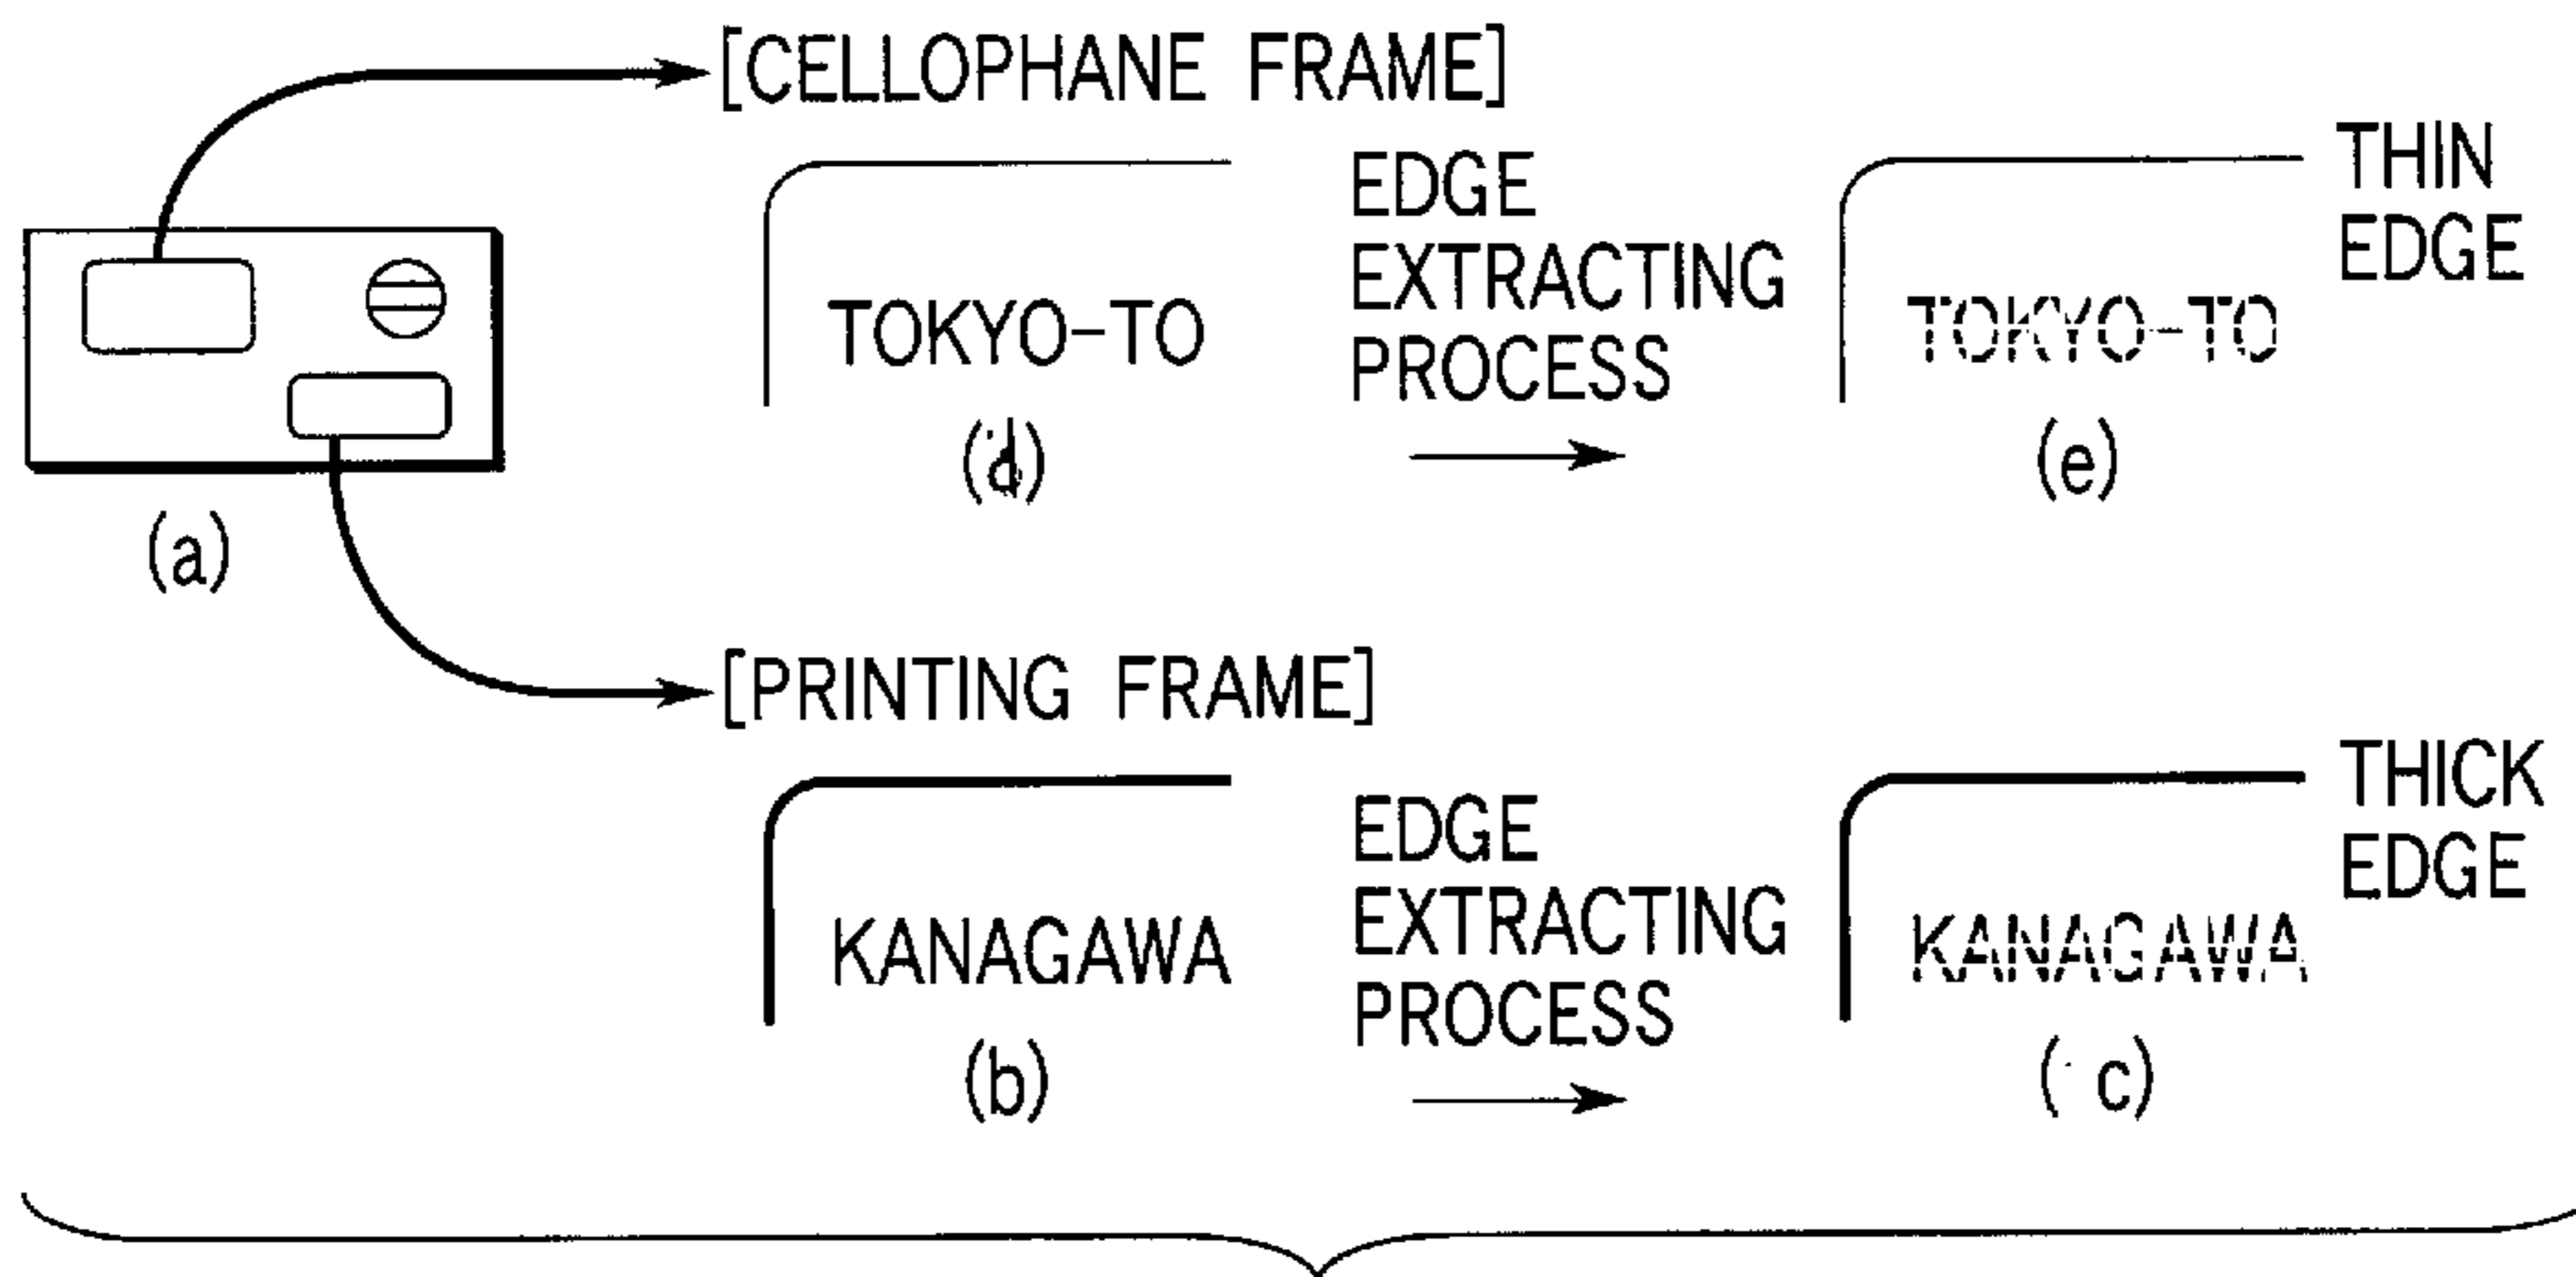 [CELLOPHANE FRAME]
TOKYO-TO
(d)
EDGE
EXTRACTING
PROCESS
TOKYO-TO
(e)
THIN
EDGE
(a)
[PRINTING FRAME]
KANAGAWA
(b)
EDGE
EXTRACTING
PROCESS
KANAGAWA
(c)
THICK
EDGE